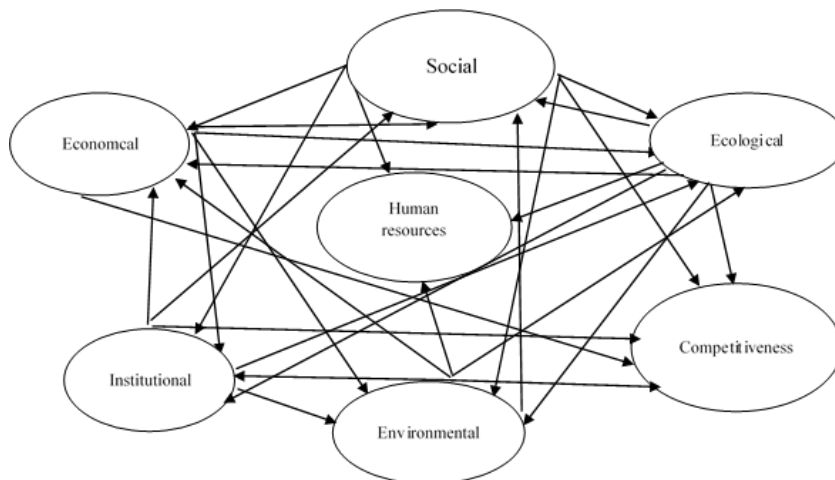 Social
Economcal
Ecological
Human
resources
Competitiveness
Institutional
Environmental